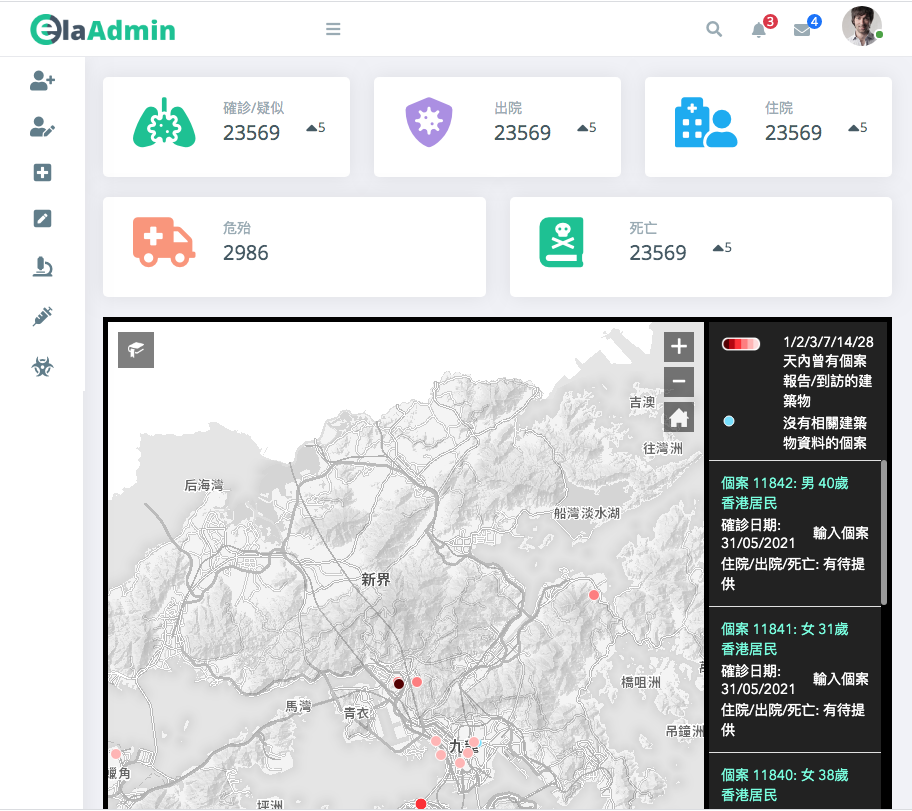 elaAdmin
3
4
確診/疑似
23569
5
出院
23569
5
住院
23569
5
危殆
2986
死亡
23569
5
吉澳
往灣洲
后海灣
船灣淡水湖
新界
橋咀洲
馬灣
青衣
吊鐘洲
九
角
坪洲
1/2/3/7/14/28
天內曾有個案
報告/到訪的建
築物
沒有相關建築
物資料的個案
個案 11842: 男 40歲
香港居民
確診日期:
31/05/2021
輸入個案
住院/出院/死亡: 有待提
供
個案 11841: 女 31歲
香港居民
確診日期:
31/05/2021
輸入個案
住院/出院/死亡: 有待提
供
個案 11840: 女 38歲
香港居民